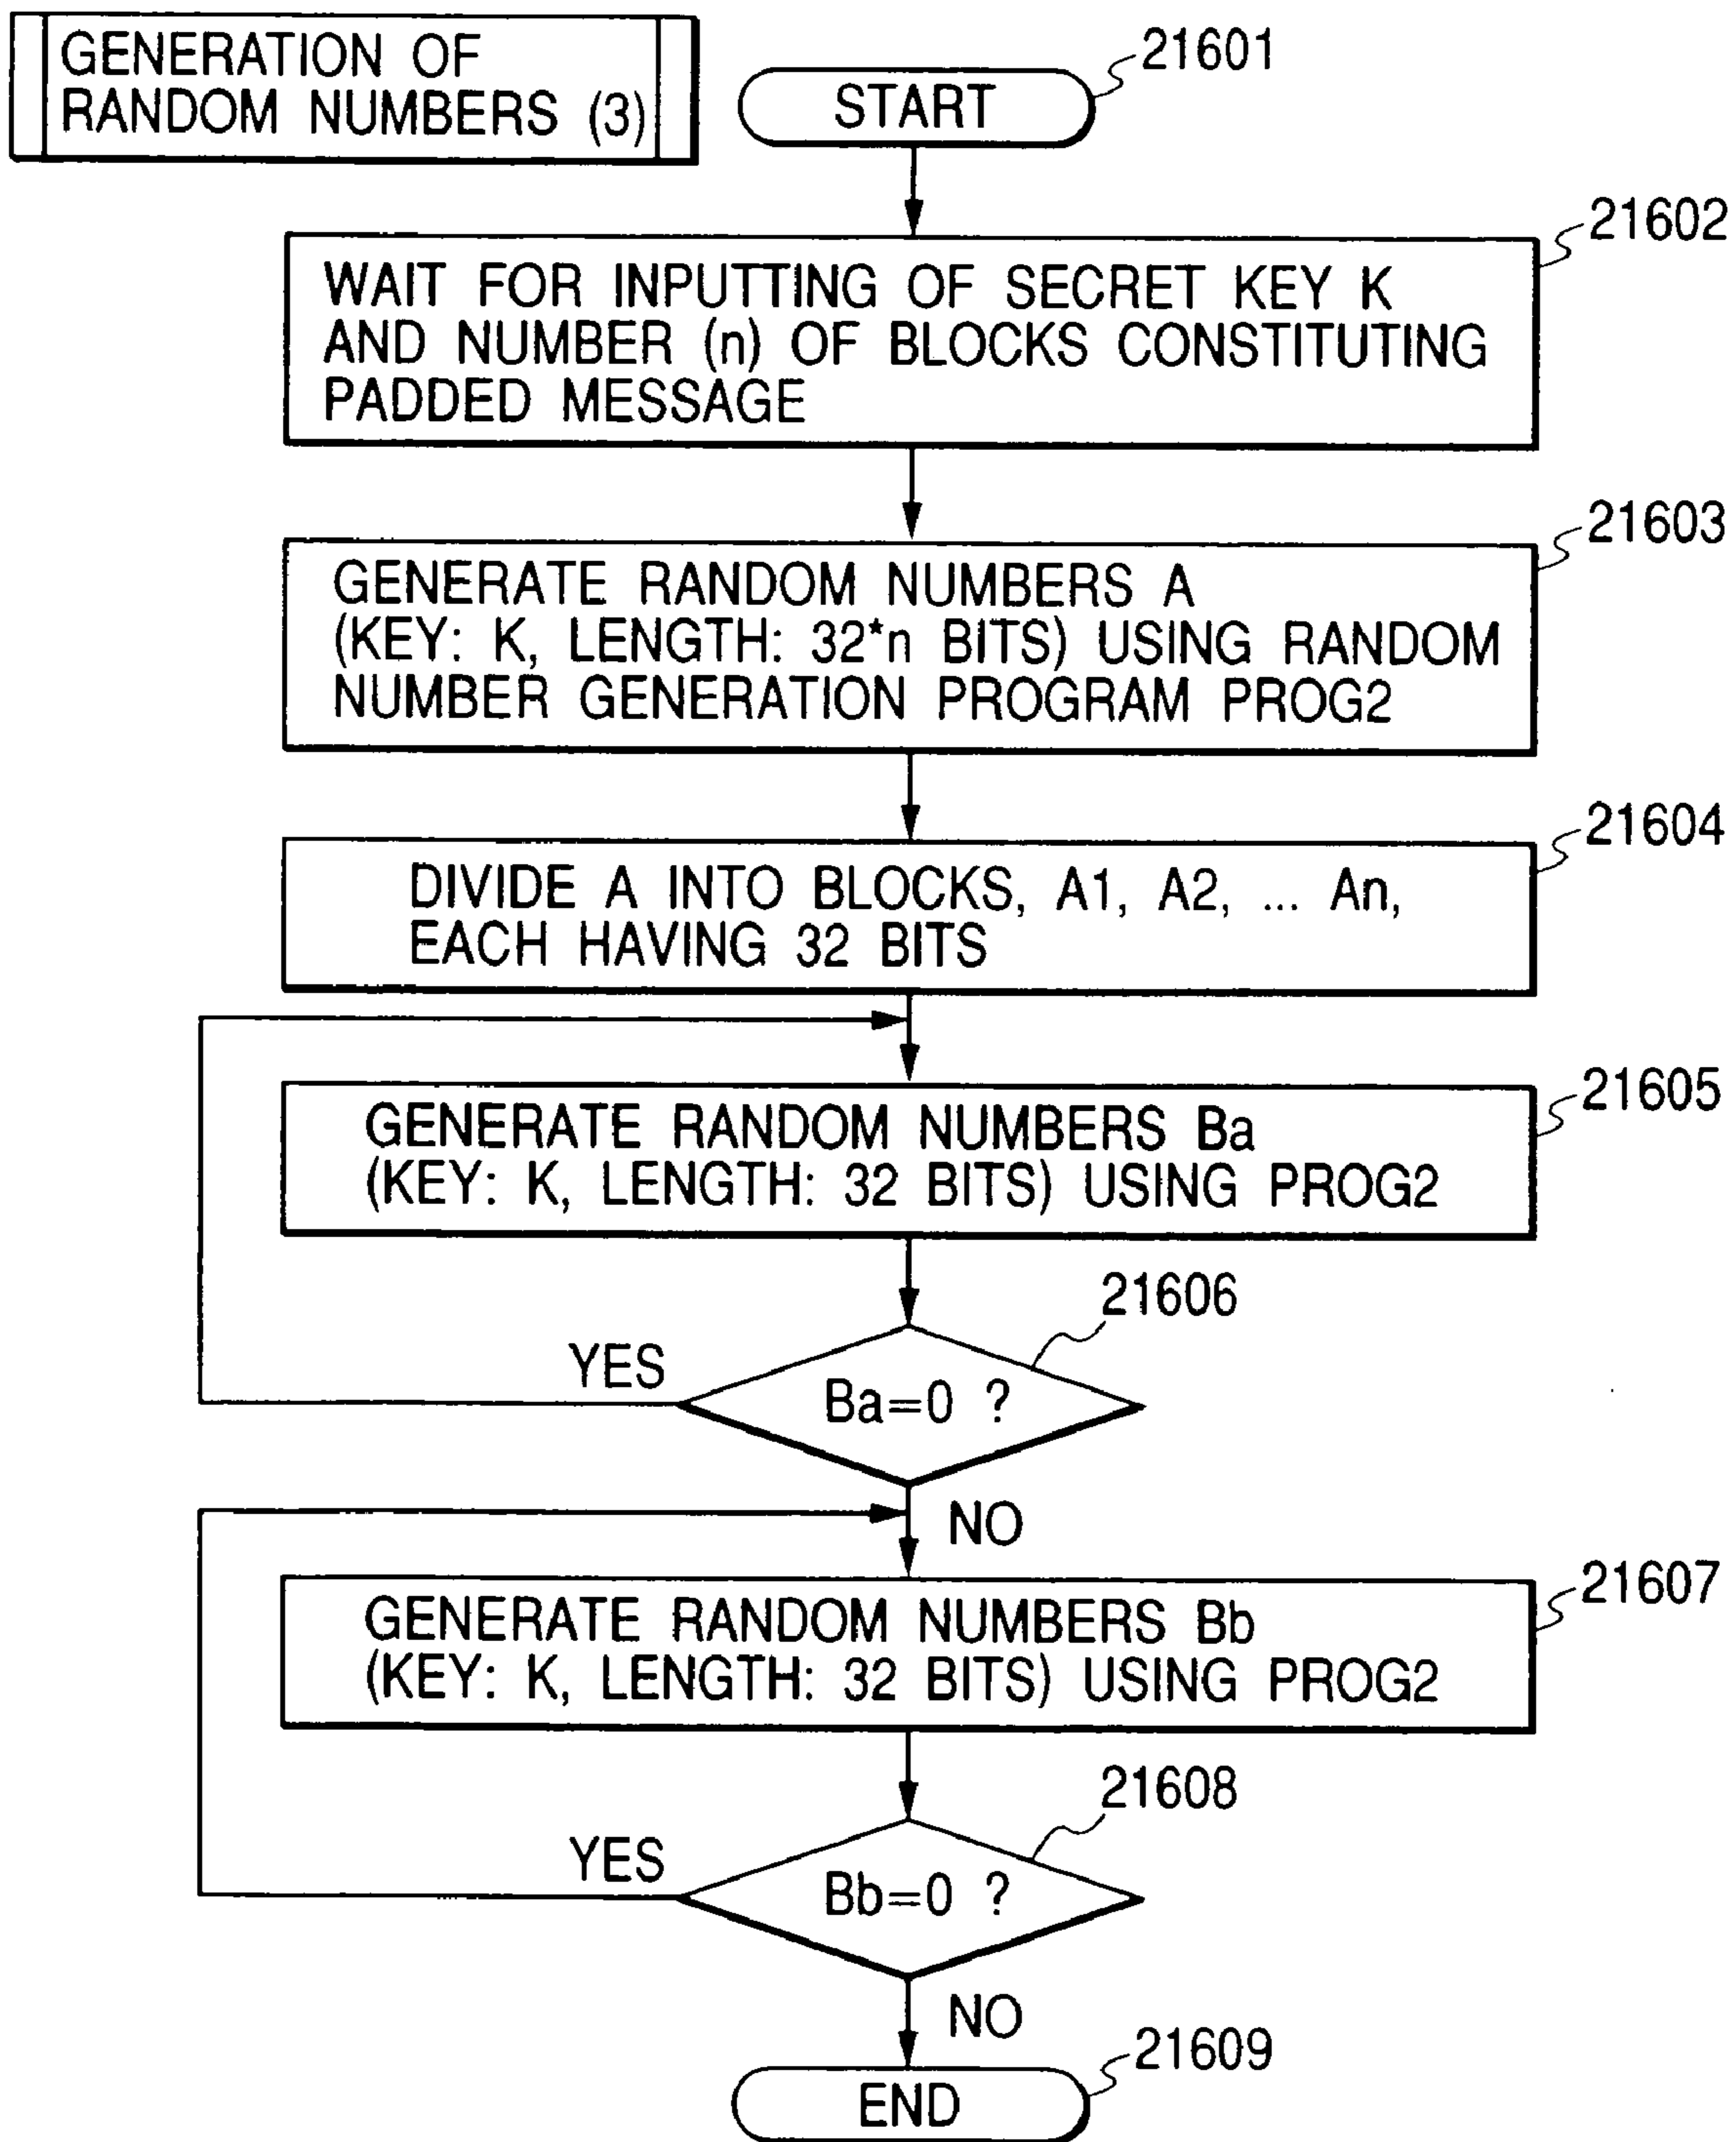 GENERATION OF
RANDOM NUMBERS (3)
START
21601
WAIT FOR INPUTTING OF SECRET KEY K
AND NUMBER (n) OF BLOCKS CONSTITUTING
PADDED MESSAGE
21602
GENERATE RANDOM NUMBERS A
(KEY: K, LENGTH: 32*n BITS) USING RANDOM
NUMBER GENERATION PROGRAM PROG2
21603
DIVIDE A INTO BLOCKS, A1, A2, ... An,
EACH HAVING 32 BITS
21604
GENERATE RANDOM NUMBERS Ba
(KEY: K, LENGTH: 32 BITS) USING PROG2
21605
21606
YES
Ba=0 ?
NO
GENERATE RANDOM NUMBERS Bb
(KEY: K, LENGTH: 32 BITS) USING PROG2
21607
21608
YES
Bb=0 ?
NO
END
21609